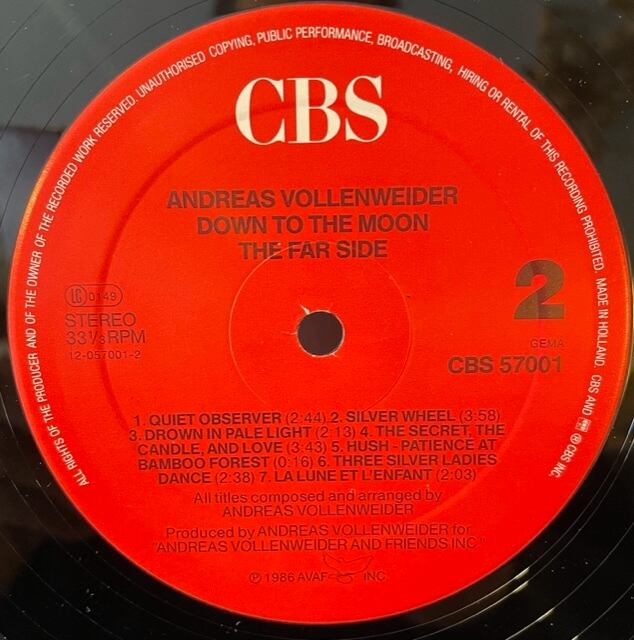 ALL RIGHTS OF THE PRODUCER AND OF THE OWNER OF THE RECORDED WORK RESERVED. UNAUTHORISED COPYING, PUBLIC PERFORMANCE, BROADCASTING, HIRING OR RENTAL OF THIS RECORDING PROHIBITED. MADE IN HOLLAND. CBS AND ℗ CBS INC.
CBS
ANDREAS VOLLENWEIDER
DOWN TO THE MOON
THE FAR SIDE
LC 0149
STEREO
33⅓RPM
12-057001-2
2
GEMA
CBS 57001
1. QUIET OBSERVER (2:44) 2. SILVER WHEEL (3:58)
3. DROWN IN PALE LIGHT (2:13) 4. THE SECRET, THE
CANDLE, AND LOVE (3:43) 5. HUSH - PATIENCE AT
BAMBOO FOREST (0:16) 6. THREE SILVER LADIES
DANCE (2:38) 7. LA LUNE ET L'ENFANT (2:03)
All titles composed and arranged by
ANDREAS VOLLENWEIDER
Produced by ANDREAS VOLLENWEIDER for
"ANDREAS VOLLENWEIDER AND FRIENDS INC."
℗ 1986 AVAF INC.